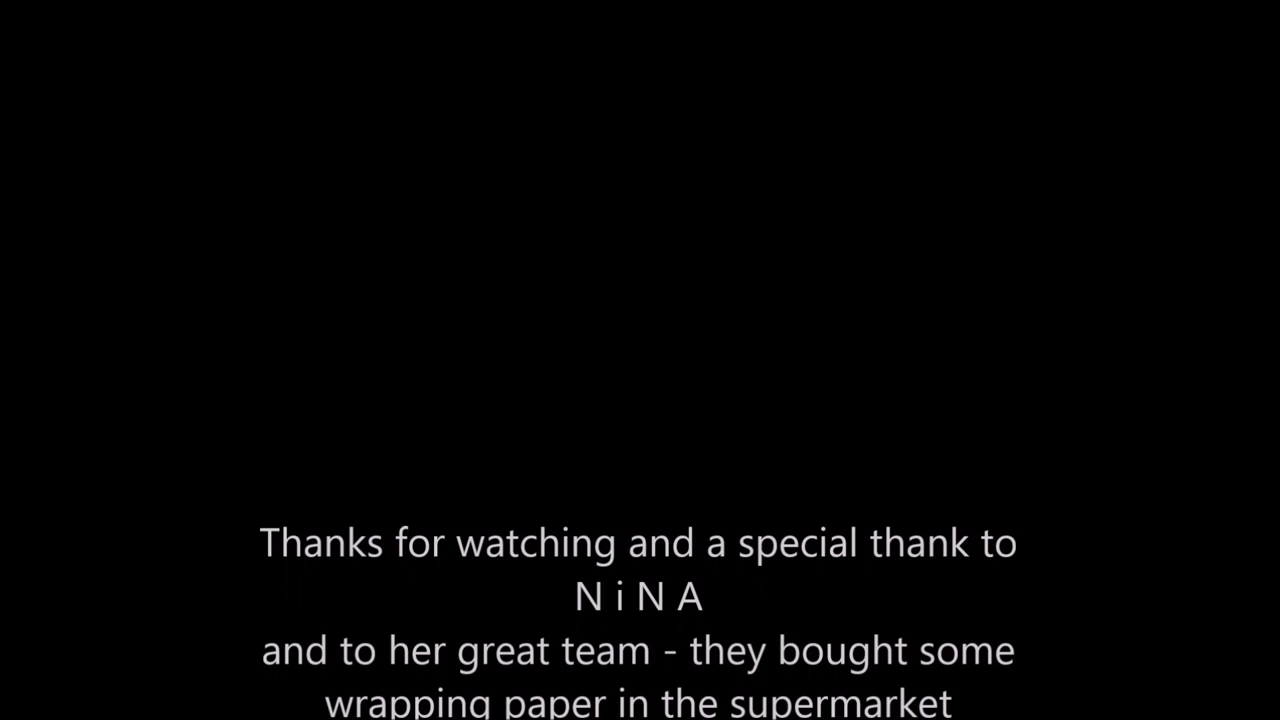 Thanks for watching and a special thank to
N i N A
and to her great team - they bought some
wrapping paper in the supermarket